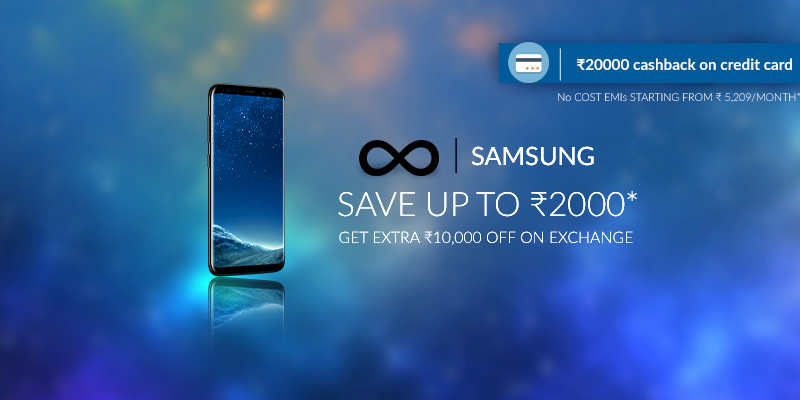 ₹20000 cashback on credit card
No COST EMIs STARTING FROM ₹ 5,209/MONTH*
SAMSUNG
SAVE UP TO ₹2000*
GET EXTRA ₹10,000 OFF ON EXCHANGE